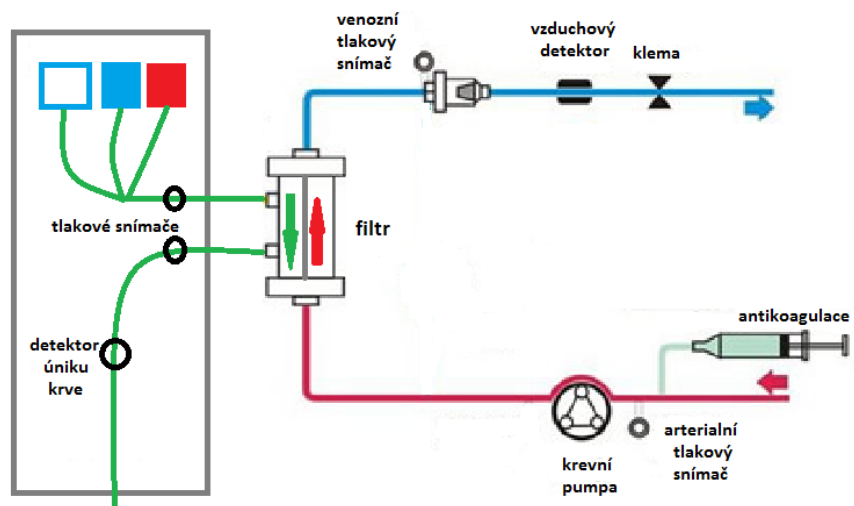 venozní
tlakový
snímač
vzduchový
detektor
klema
tlakové snímače
filtr
detektor
úniku
krve
antikoagulace
krevní
pumpa
arterialní
tlakový
snímač